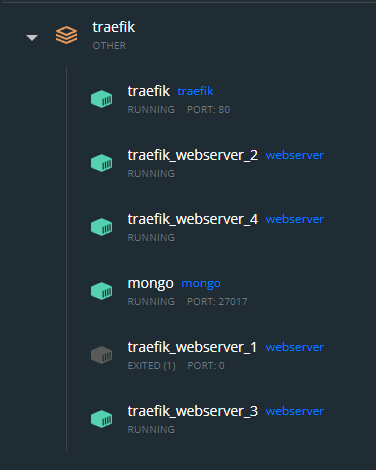 traefik
OTHER
traefik traefik
RUNNING PORT: 80
traefik_webserver_2 webserver
RUNNING
traefik_webserver_4 webserver
RUNNING
mongo mongo
RUNNING PORT: 27017
traefik_webserver_1 webserver
EXITED (1) PORT: 0
traefik_webserver_3 webserver
RUNNING